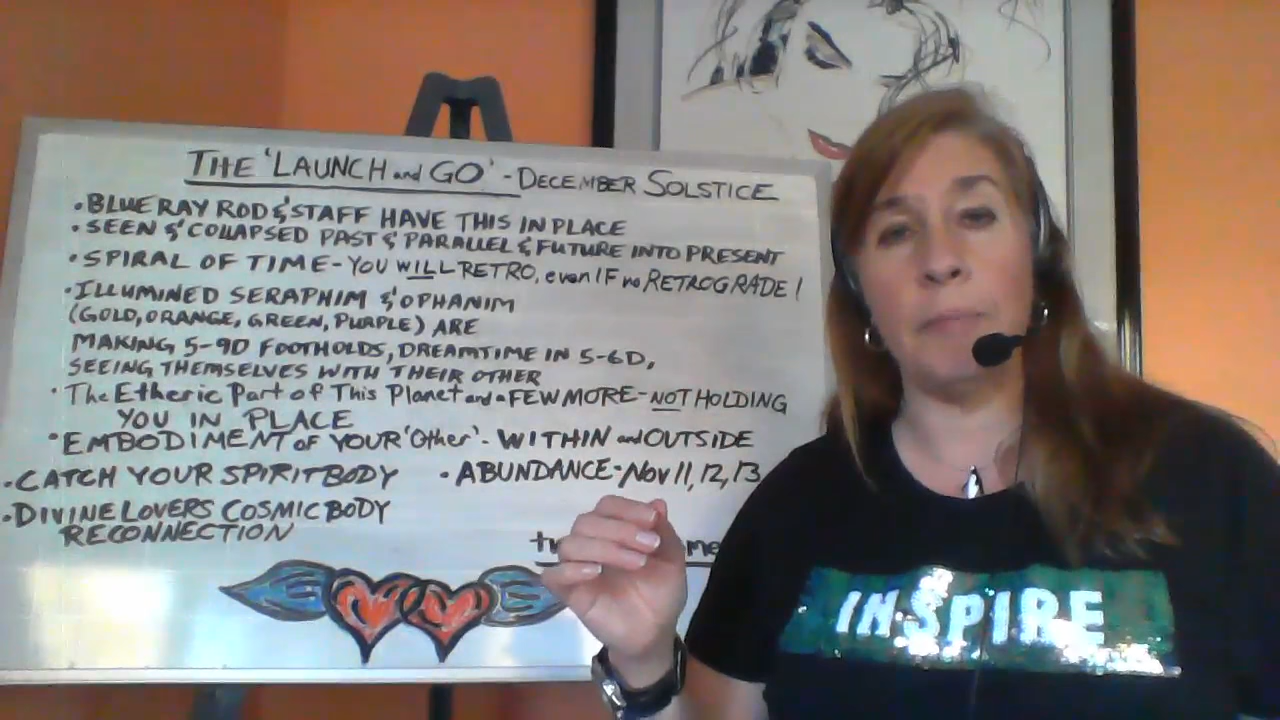 THE 'LAUNCH and GO' - DECEMBER SOLSTICE
• BLUE RAY ROD & STAFF HAVE THIS IN PLACE
• SEEN & COLLAPSED PAST & PARALLEL & FUTURE INTO PRESENT
• SPIRAL OF TIME - YOU WILL RETRO, even IF no RETROGRADE!
• ILLUMINED SERAPHIM & OPHANIM
(GOLD, ORANGE, GREEN, PURPLE) ARE
MAKING 5-9D FOOTHOLDS, DREAMTIME IN 5-6D,
SEEING THEMSELVES WITH THEIR OTHER
• The Etheric Part of This Planet and a FEW MORE - NOT HOLDING
YOU IN PLACE
• EMBODIMENT of YOUR 'Other' - WITHIN and OUTSIDE
• CATCH YOUR SPIRIT BODY • ABUNDANCE - Nov 11, 12, 13
• DIVINE LOVERS COSMIC BODY
RECONNECTION
INSPIRE